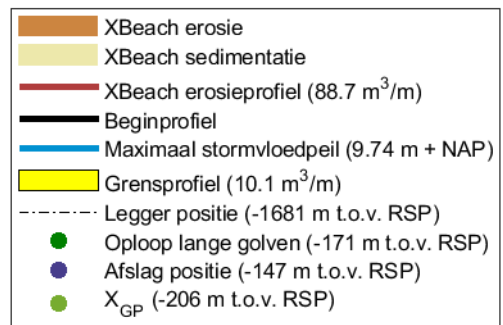 XBeach erosie
XBeach sedimentatie
XBeach erosieprofiel (88.7 m³/m)
Beginprofiel
Maximaal stormvloedpeil (9.74 m + NAP)
Grensprofiel (10.1 m³/m)
Legger positie (-1681 m t.o.v. RSP)
Oploop lange golven (-171 m t.o.v. RSP)
Afslag positie (-147 m t.o.v. RSP)
X_GP (-206 m t.o.v. RSP)